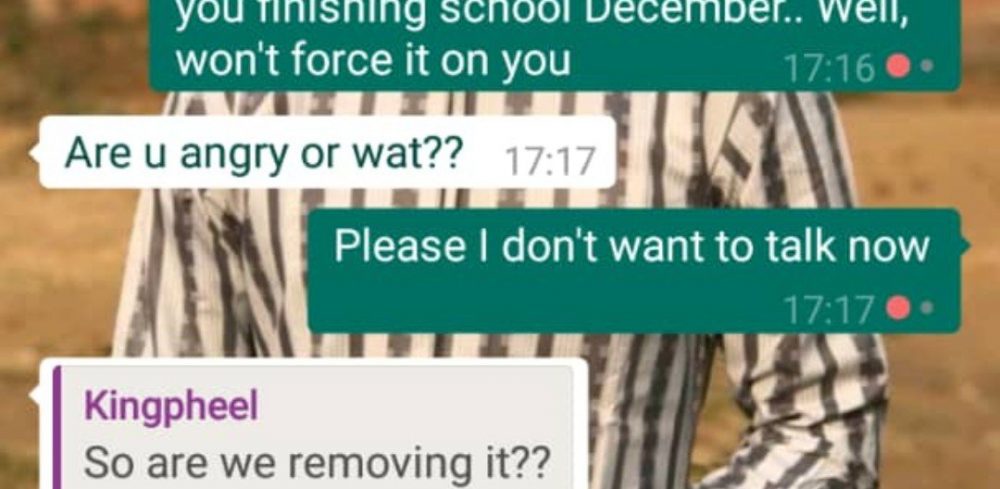 you finishing school December.. Well,
won't force it on you
17:16
Are u angry or wat??
17:17
Please I don't want to talk now
17:17
Kingpheel
So are we removing it??